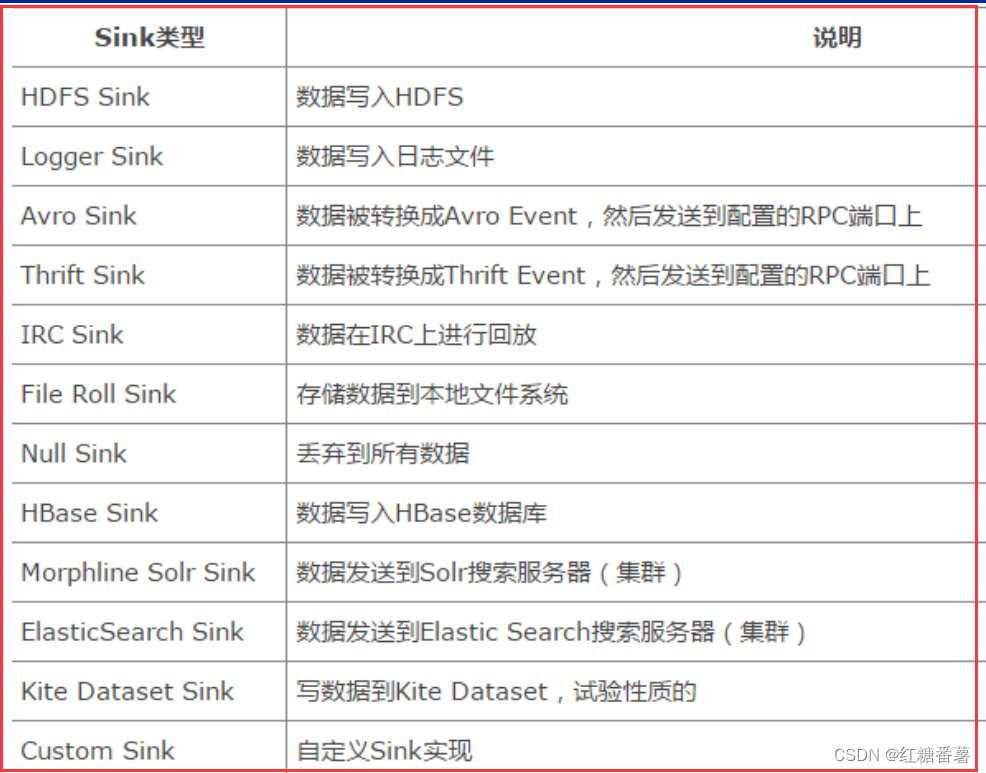 Sink类型 说明
HDFS Sink 数据写入HDFS
Logger Sink 数据写入日志文件
Avro Sink 数据被转换成Avro Event，然后发送到配置的RPC端口上
Thrift Sink 数据被转换成Thrift Event，然后发送到配置的RPC端口上
IRC Sink 数据在IRC上进行回放
File Roll Sink 存储数据到本地文件系统
Null Sink 丢弃到所有数据
HBase Sink 数据写入HBase数据库
Morphline Solr Sink 数据发送到Solr搜索服务器（集群）
ElasticSearch Sink 数据发送到Elastic Search搜索服务器（集群）
Kite Dataset Sink 写数据到Kite Dataset，试验性质的
Custom Sink 自定义Sink实现
CSDN @红糖番薯